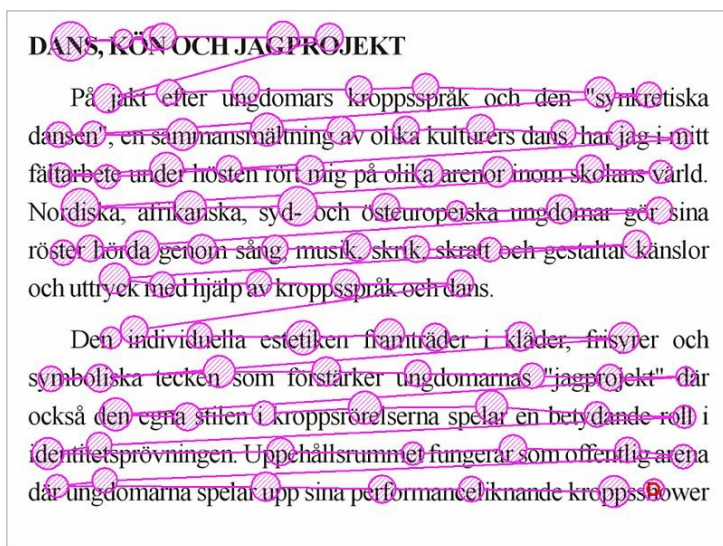 DANS, KÖN OCH JAGPROJEKT
På jakt efter ungdomars kroppsspråk och den "synkretiska
dansen", en sammansmältning av olika kulturers dans, har jag i mitt
fältarbete under hösten rört mig på olika arenor inom skolans värld.
Nordiska, afrikanska, syd- och östeuropeiska ungdomar gör sina
röster hörda genom sång, musik, skrik, skratt och gestaltar känslor
och uttryck med hjälp av kroppsspråk och dans.
Den individuella estetiken framträder i kläder, frisyrer och
symboliska tecken som förstärker ungdomarnas "jagprojekt" där
också den egna stilen i kroppsrörelserna spelar en betydande roll i
identitetsprövningen. Uppehållsrummet fungerar som offentlig arena
där ungdomarna spelar upp sina performanceliknande kroppsshower